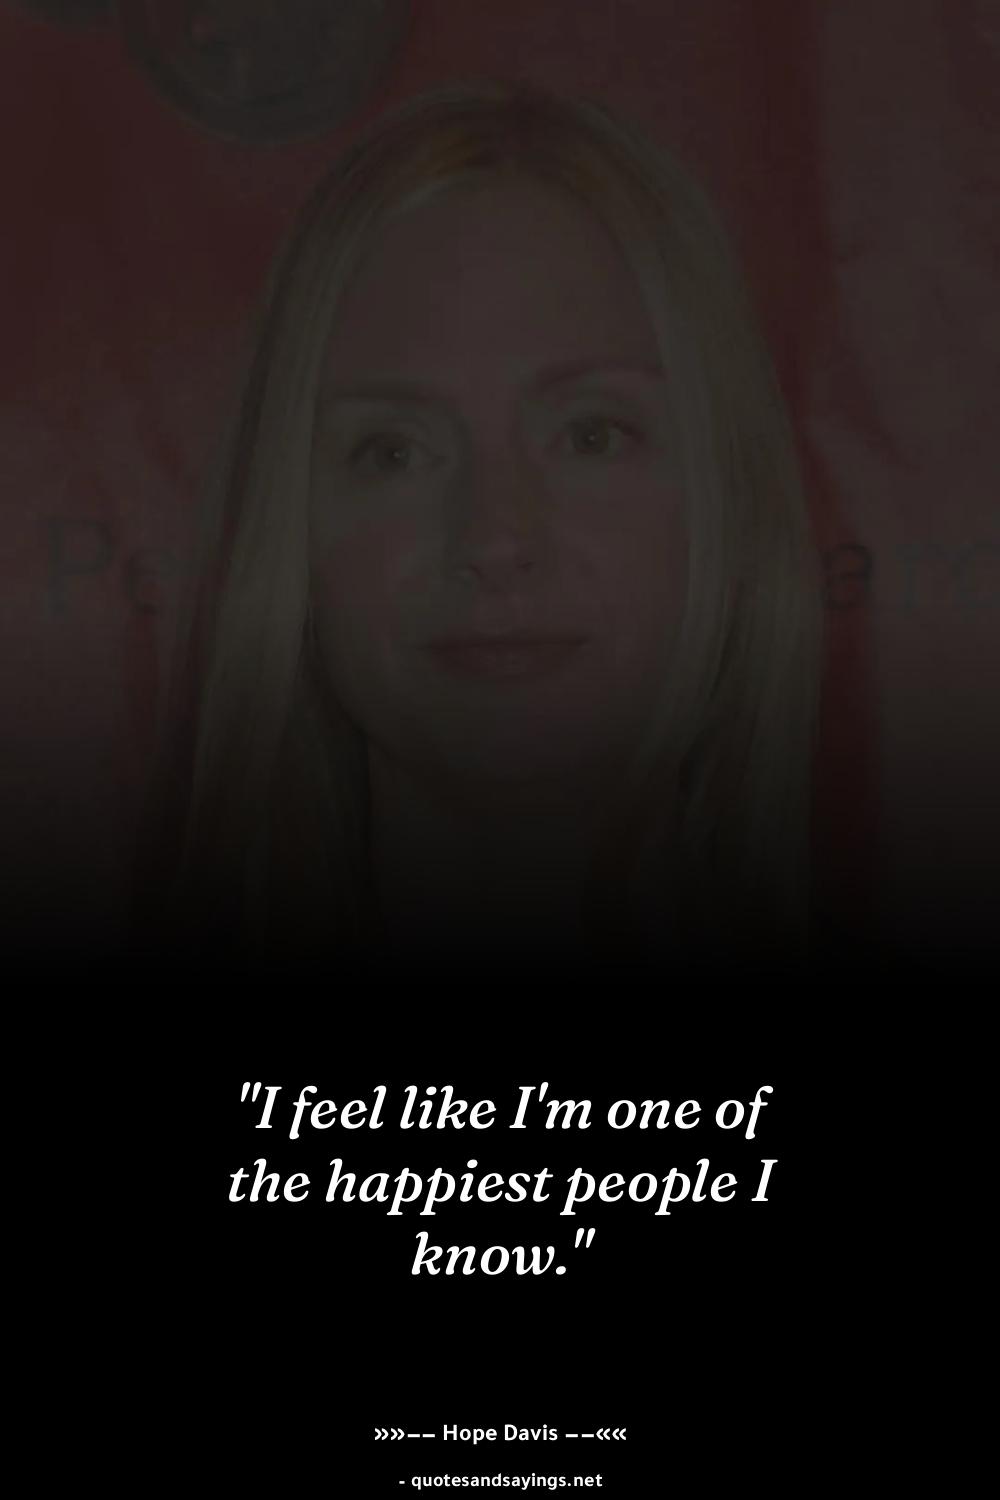 "I feel like I'm one of
the happiest people I
know."
»»–– Hope Davis ––««
- quotesandsayings.net